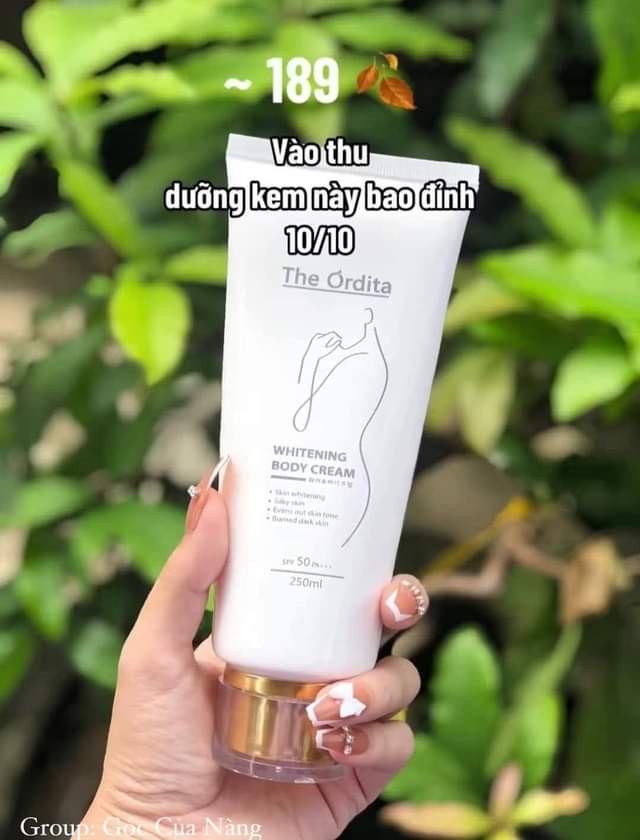 ~ 189
Vào thu
dưỡng kem này bao đỉnh
10/10
The Ordita
WHITENING
BODY CREAM
• Skin whitening
• Silky skin
• Evens out skin tone
• Burned dark skin
SPF 50 PA+++
250ml
Group: Góc Của Nàng